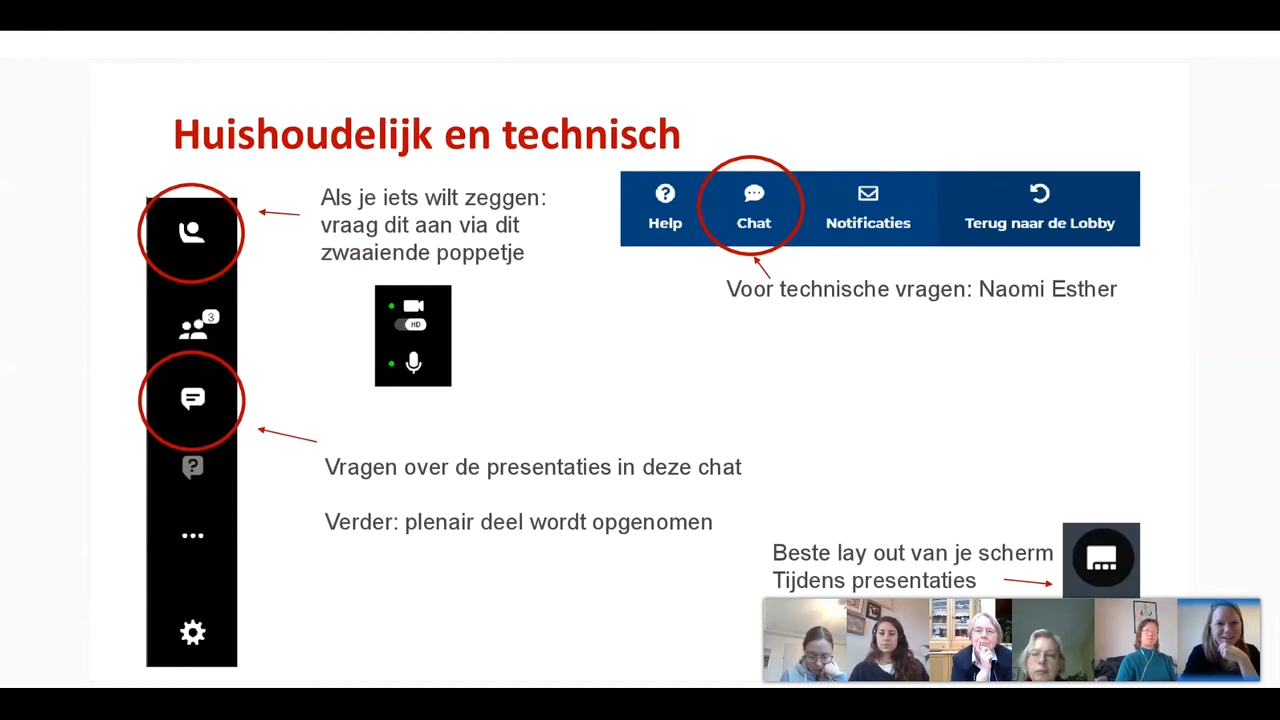 Huishoudelijk en technisch
Als je iets wilt zeggen:
vraag dit aan via dit
zwaaiende poppetje
Help
Chat
Notificaties
Terug naar de Lobby
Voor technische vragen: Naomi Esther
3
HD
?
Vragen over de presentaties in deze chat
Verder: plenair deel wordt opgenomen
Beste lay out van je scherm
Tijdens presentaties